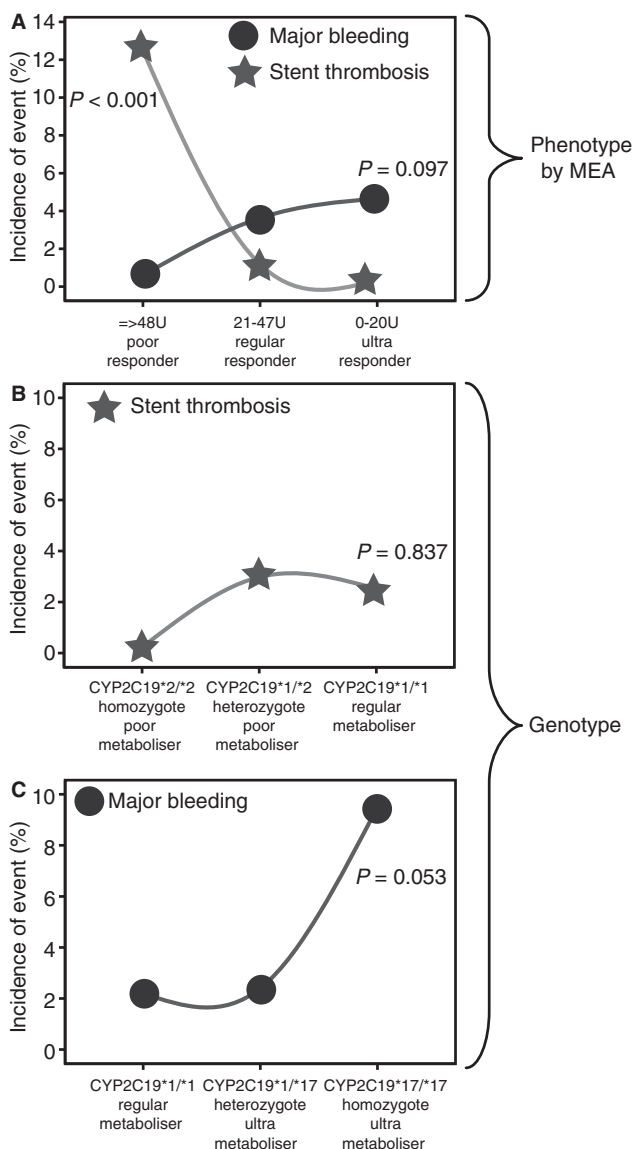 A
Incidence of event (%)
14
12
10
8
6
4
2
0
Major bleeding
Stent thrombosis
P < 0.001
P = 0.097
=>48U
poor
responder
21-47U
regular
responder
0-20U
ultra
responder
Phenotype
by MEA
B
Incidence of event (%)
10
8
6
4
2
0
Stent thrombosis
P = 0.837
CYP2C19*2/*2
homozygote
poor
metaboliser
CYP2C19*1/*2
heterozygote
poor
metaboliser
CYP2C19*1/*1
regular
metaboliser
Genotype
C
Incidence of event (%)
10
8
6
4
2
0
Major bleeding
P = 0.053
CYP2C19*1/*1
regular
metaboliser
CYP2C19*1/*17
heterozygote
ultra
metaboliser
CYP2C19*17/*17
homozygote
ultra
metaboliser